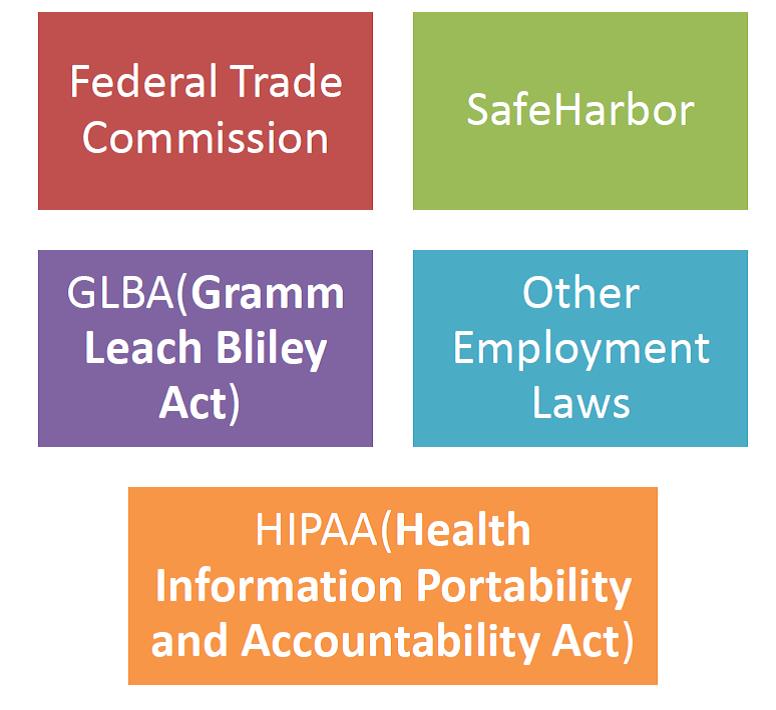 Federal Trade
Commission
SafeHarbor
GLBA(Gramm
Leach Bliley
Act)
Other
Employment
Laws
HIPAA(Health
Information Portability
and Accountability Act)